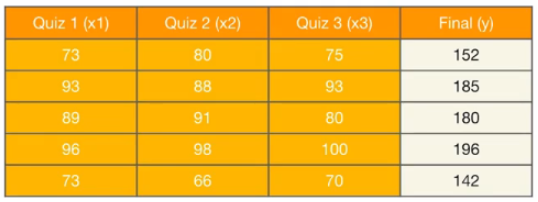 Quiz 1 (x1) Quiz 2 (x2) Quiz 3 (x3) Final (y)
73 80 75 152
93 88 93 185
89 91 80 180
96 98 100 196
73 66 70 142